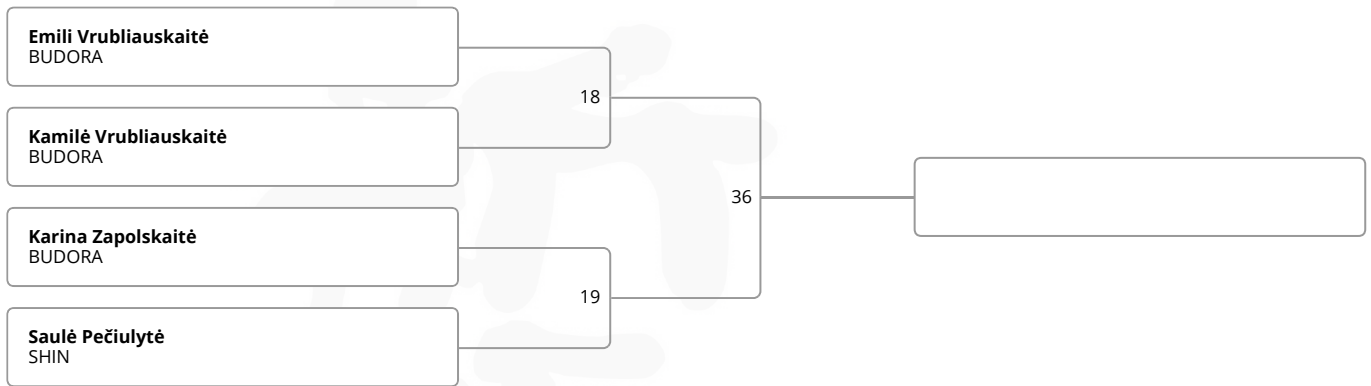 Emili Vrubliauskaitė
BUDORA
18
Kamilė Vrubliauskaitė
BUDORA
36
Karina Zapolskaitė
BUDORA
19
Saulė Pečiulytė
SHIN